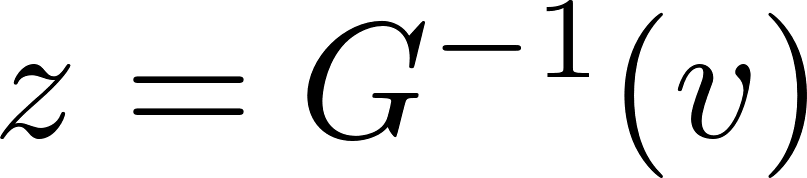 z = G⁻¹(v)